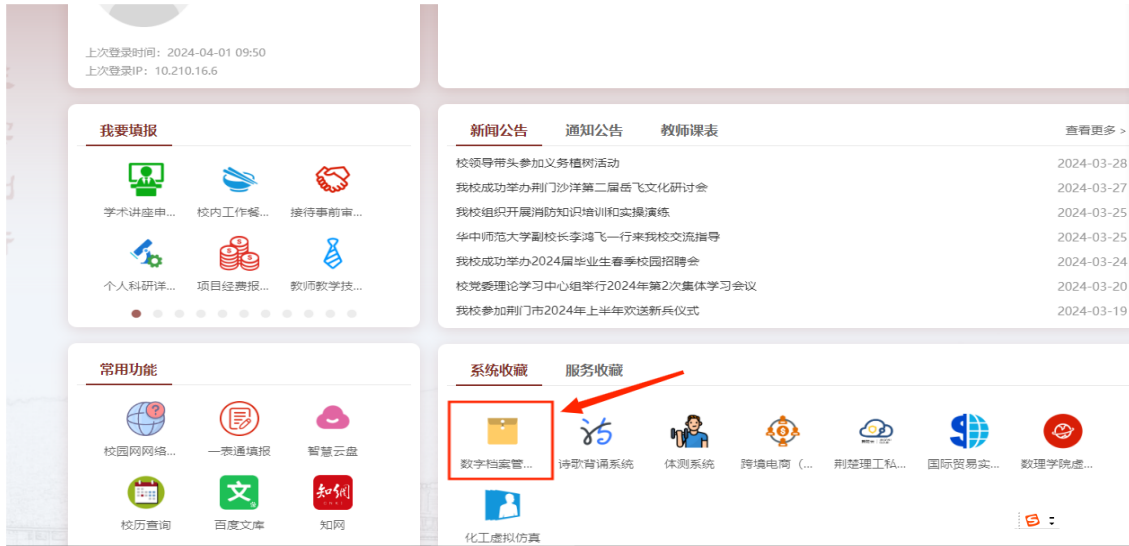 上次登录时间：2024-04-01 09:50
上次登录IP：10.210.16.6
我要填报
学术讲座申...
校内工作餐...
接待事前审...
个人科研详...
项目经费报...
教师教学技...
新闻公告
通知公告
教师课表
查看更多 >
校领导带头参加义务植树活动 2024-03-28
我校成功举办荆门沙洋第二届岳飞文化研讨会 2024-03-27
我校组织开展消防知识培训和实操演练 2024-03-25
华中师范大学副校长李鸿飞一行来我校交流指导 2024-03-25
我校成功举办2024届毕业生春季校园招聘会 2024-03-24
校党委理论学习中心组举行2024年第2次集体学习会议 2024-03-20
我校参加荆门市2024年上半年欢送新兵仪式 2024-03-19
常用功能
校园网网络...
一表通填报
智慧云盘
校历查询
文
百度文库
知网
知网
系统收藏
服务收藏
数字档案管...
诗歌背诵系统
体测系统
跨境电商（...
荆楚理工私...
国际贸易实...
数理学院虚...
化工虚拟仿真